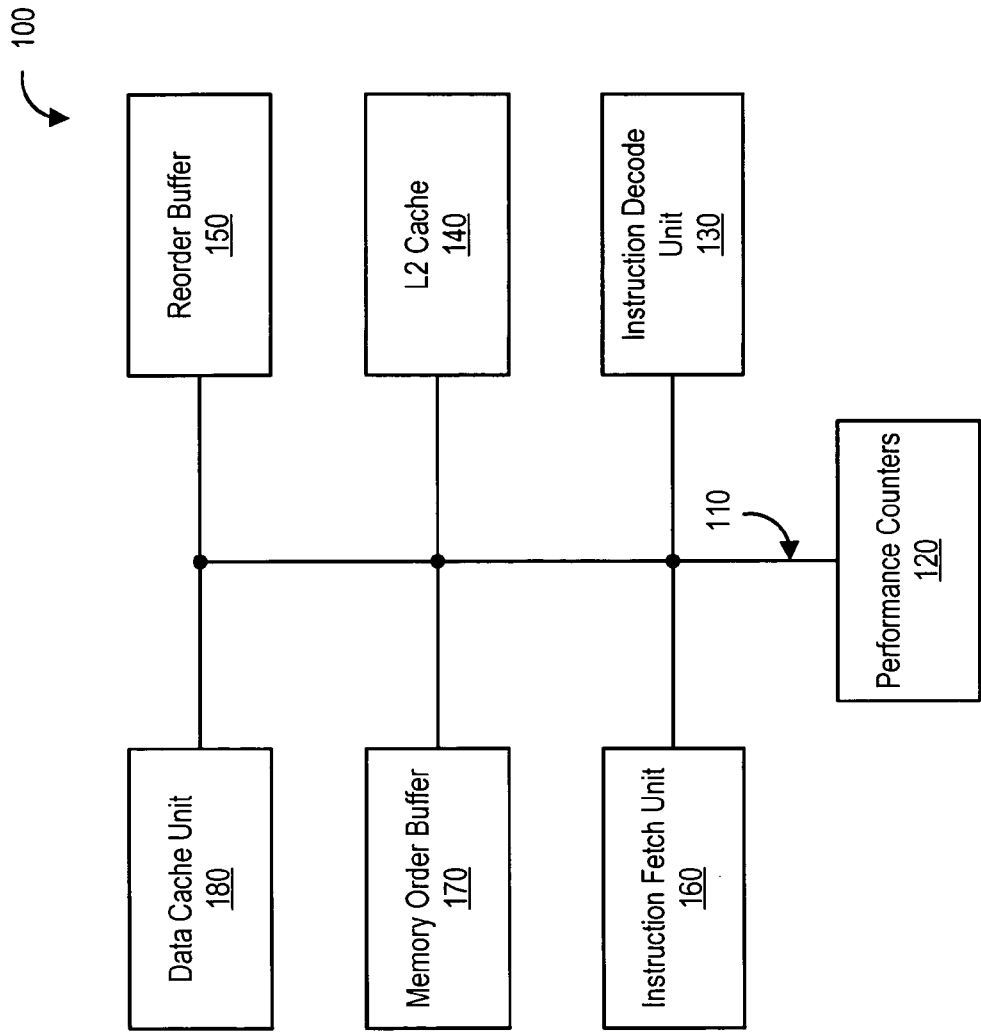 100
Data Cache Unit
180
Reorder Buffer
150
Memory Order Buffer
170
L2 Cache
140
Instruction Fetch Unit
160
Instruction Decode
Unit
130
110
Performance Counters
120